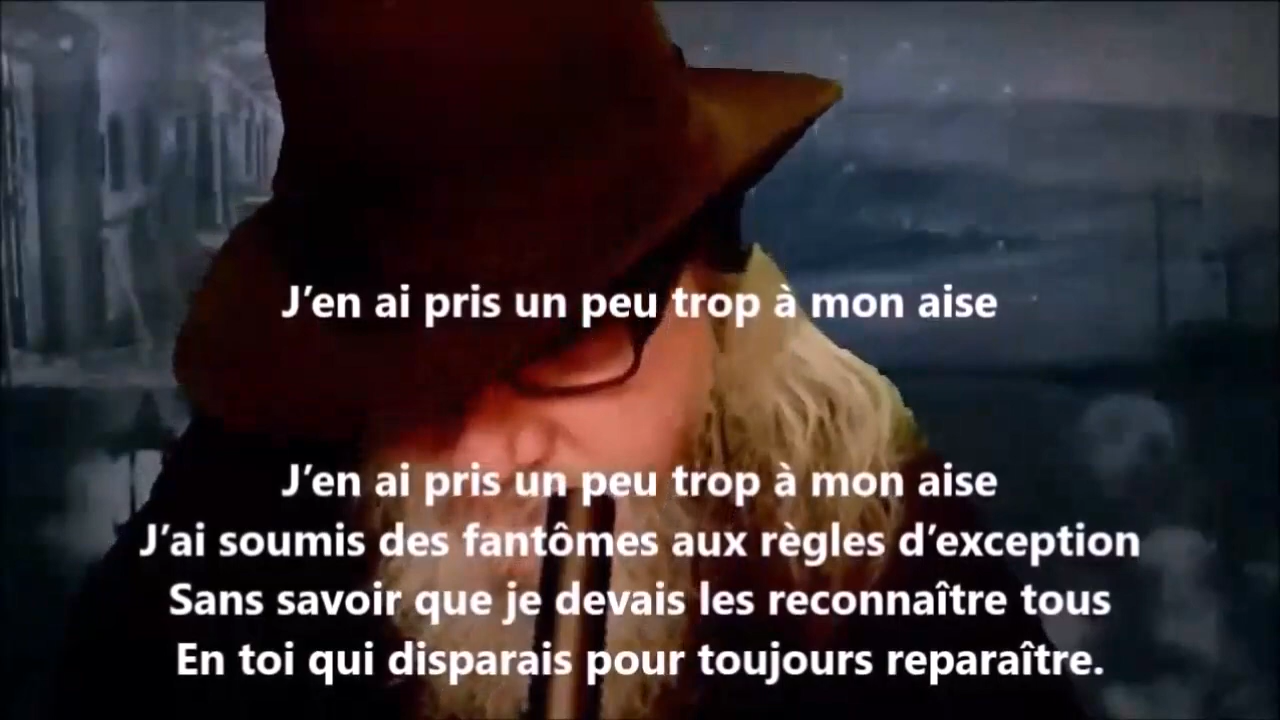 J’en ai pris un peu trop à mon aise
J’en ai pris un peu trop à mon aise
J’ai soumis des fantômes aux règles d’exception
Sans savoir que je devais les reconnaître tous
En toi qui disparais pour toujours reparaître.